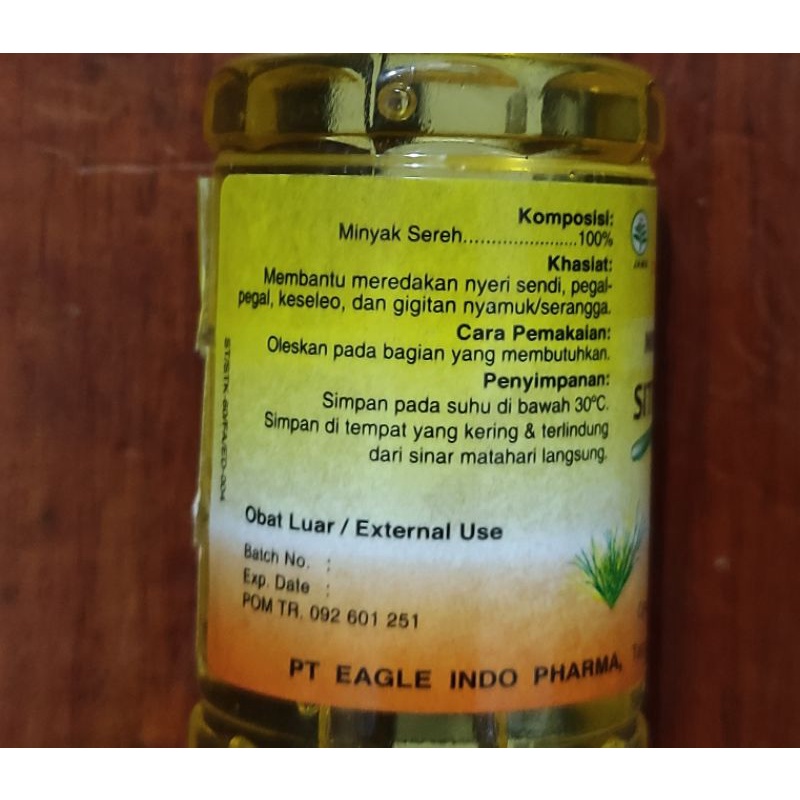 Komposisi:
Minyak Sereh......................100%
Khasiat:
Membantu meredakan nyeri sendi, pegal-
pegal, keseleo, dan gigitan nyamuk/serangga.
Cara Pemakaian:
Oleskan pada bagian yang membutuhkan.
Penyimpanan:
Simpan pada suhu di bawah 30°C.
Simpan di tempat yang kering & terlindung
dari sinar matahari langsung.
Obat Luar / External Use
Batch No. :
Exp. Date :
POM TR. 092 601 251
PT EAGLE INDO PHARMA,
JAMU